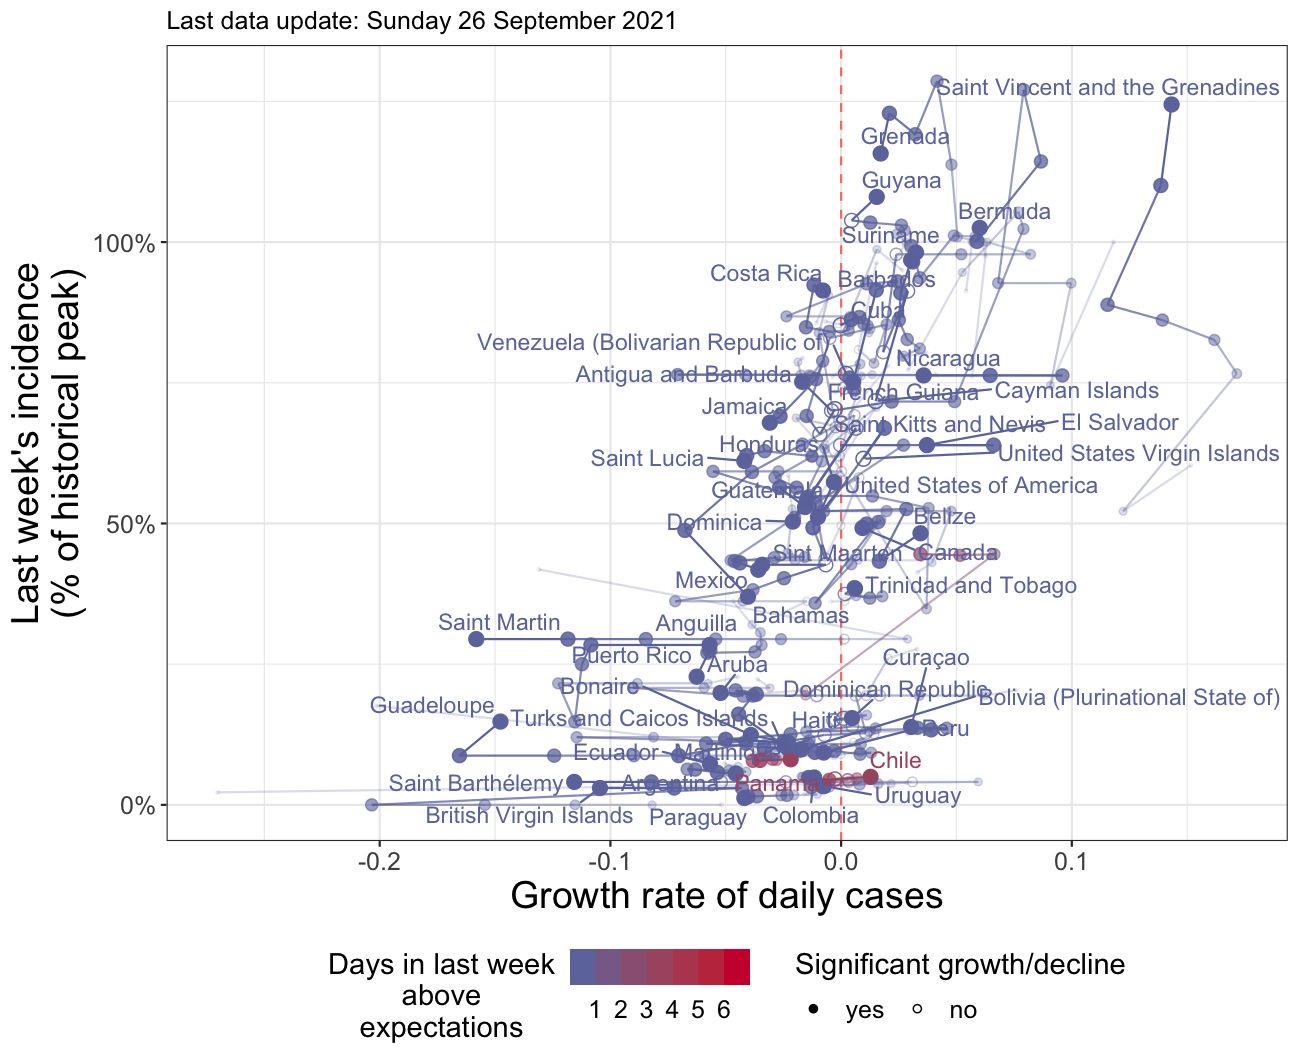 Last data update: Sunday 26 September 2021
Saint Vincent and the Grenadines
Grenada
Guyana
Bermuda
Suriname
100%
Costa Rica
Barbados
Cuba
Venezuela (Bolivarian Republic of)
Nicaragua
Antigua and Barbuda
French Guiana
Cayman Islands
Jamaica
Saint Kitts and Nevis
El Salvador
Honduras
United States Virgin Islands
Saint Lucia
Guatemala
United States of America
50%
Dominica
Belize
Sint Maarten
Canada
Mexico
Trinidad and Tobago
Bahamas
Saint Martin
Anguilla
Puerto Rico
Aruba
Curaçao
Bonaire
Dominican Republic
Bolivia (Plurinational State of)
Guadeloupe
Turks and Caicos Islands
Haiti
Peru
Ecuador
Martinique
Chile
Saint Barthélemy
Argentina
Panama
Uruguay
0%
British Virgin Islands
Paraguay
Colombia
-0.2
-0.1
0.0
0.1
Last week's incidence
(% of historical peak)
Growth rate of daily cases
Days in last week
above
expectations
1 2 3 4 5 6
Significant growth/decline
yes
no